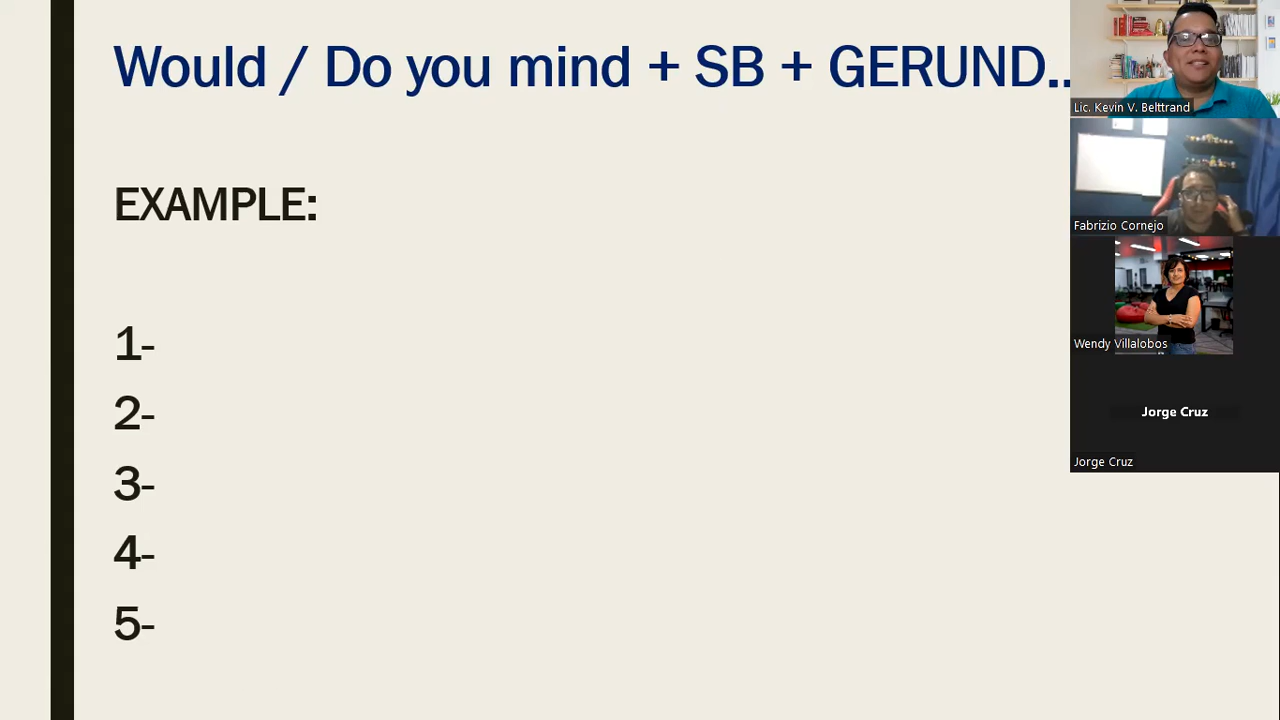 Would / Do you mind + SB + GERUND..
EXAMPLE:
1-
2-
3-
4-
5-
Lic. Kevin V. Belttrand
Fabrizio Cornejo
Wendy Villalobos
Jorge Cruz
Jorge Cruz